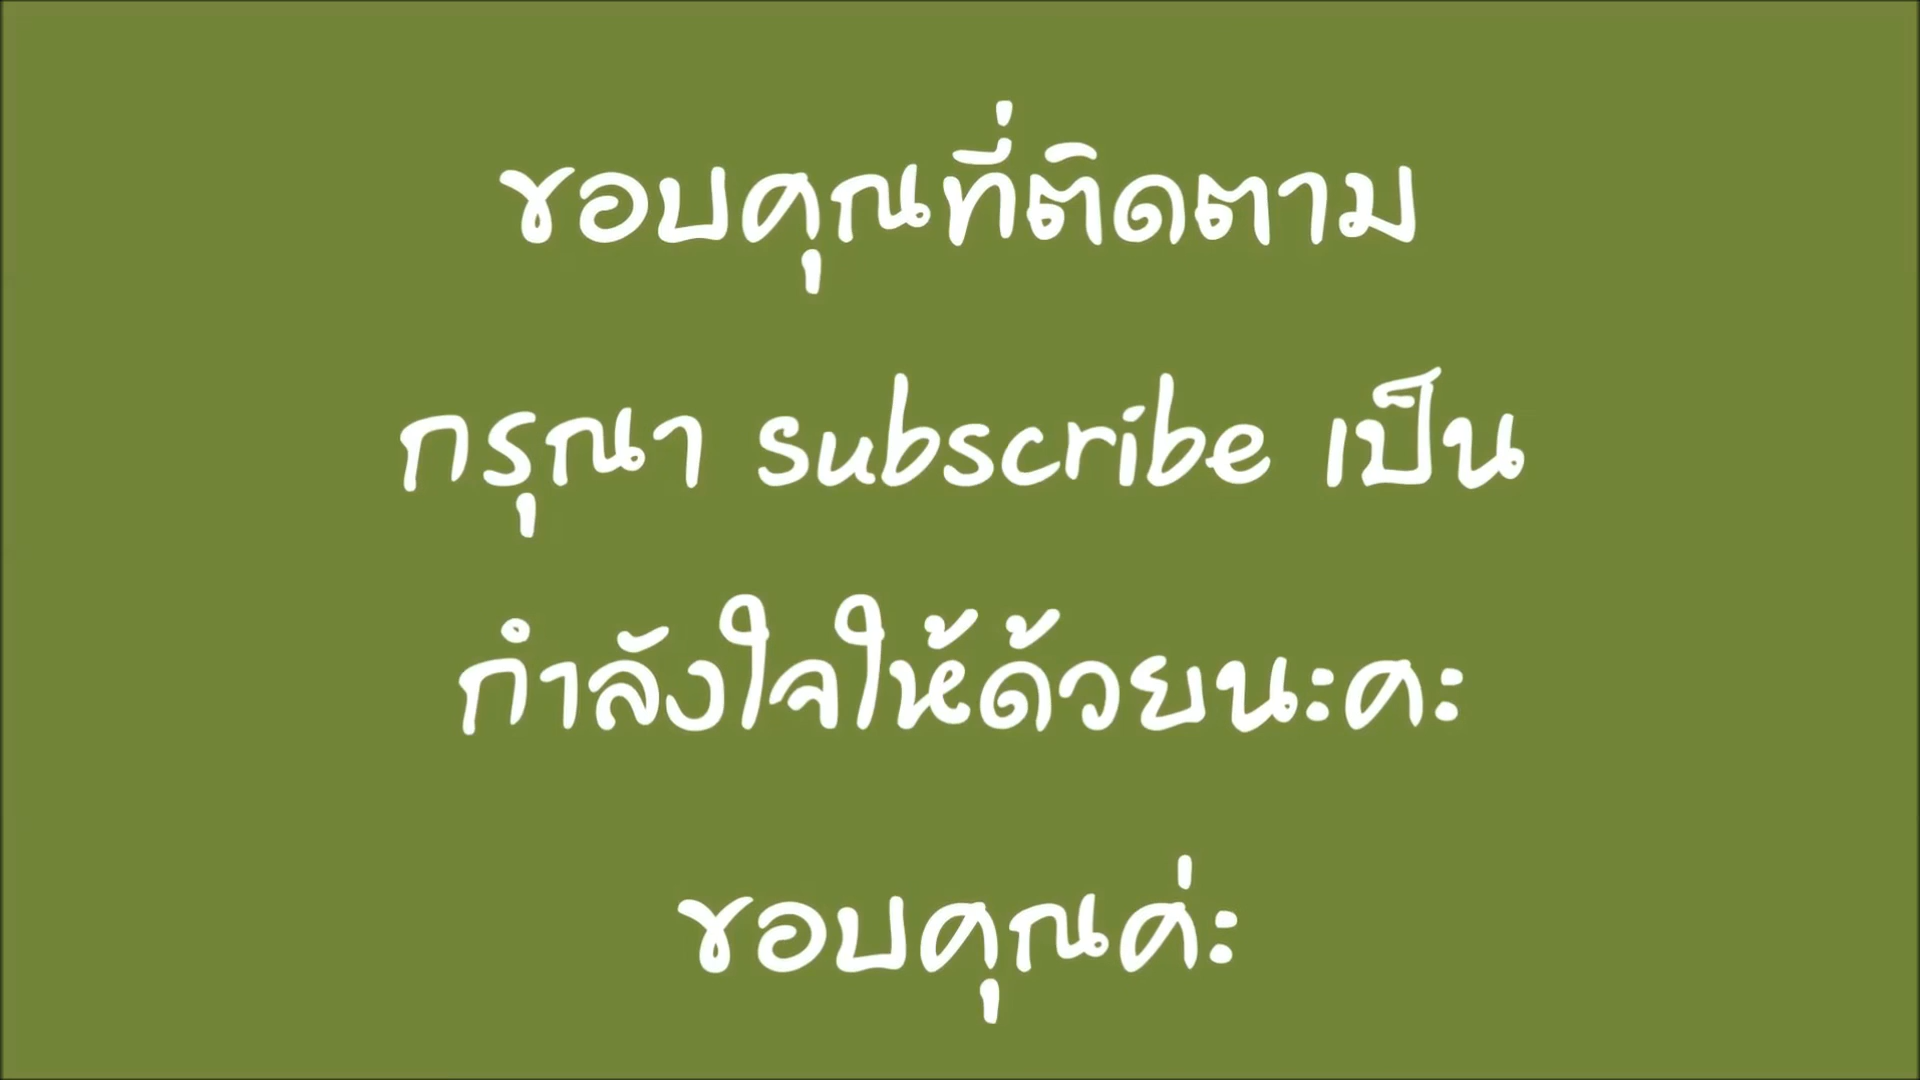 ขอบคุณที่ติดตาม
กรุณา subscribe เป็น
กำลังใจให้ด้วยนะคะ
ขอบคุณค่ะ